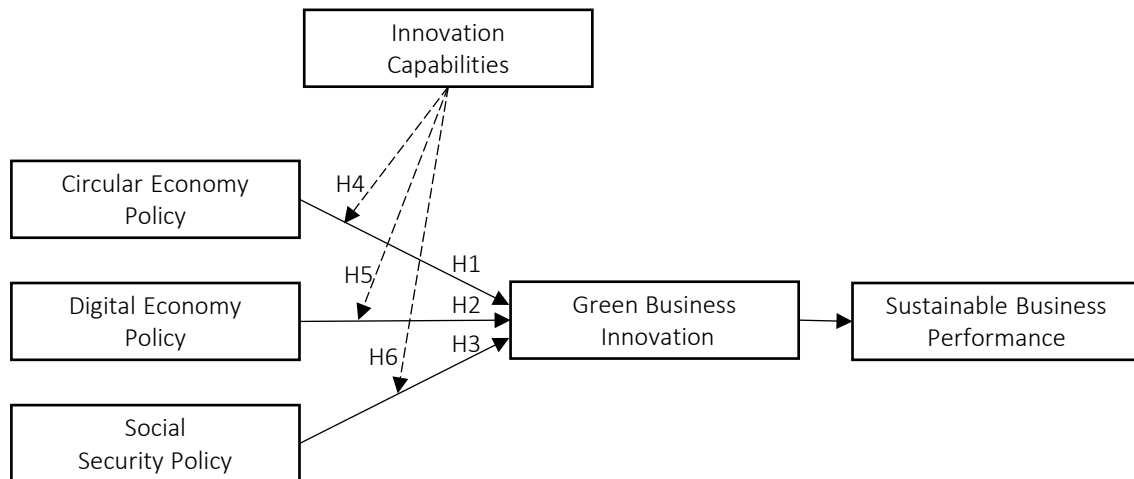 Innovation
Capabilities
Circular Economy
Policy
H4
H1
Digital Economy
Policy
H5
H2
Green Business
Innovation
Sustainable Business
Performance
H3
H6
Social
Security Policy